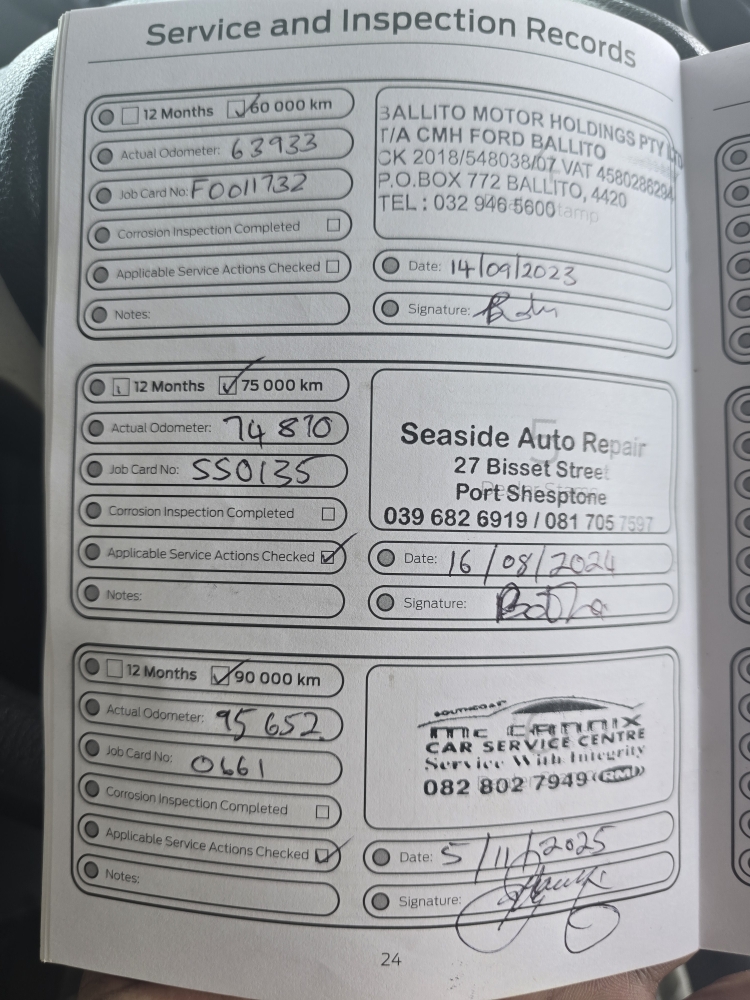 Service and Inspection Records
12 Months 60 000 km
Actual Odometer: 63933
Job Card No: F0011732
Corrosion Inspection Completed
Applicable Service Actions Checked
Notes:
BALLITO MOTOR HOLDINGS PTY LTD
T/A CMH FORD BALLITO
CK 2018/548038/07 VAT 4580286294
P.O.BOX 772 BALLITO, 4420
TEL : 032 946 5600
Date: 14/09/2023
Signature:
12 Months 75 000 km
Actual Odometer: 74 870
Job Card No: SS0135
Corrosion Inspection Completed
Applicable Service Actions Checked
Notes:
Seaside Auto Repair
27 Bisset Street
Port Shesptone
039 682 6919 / 081 705 7597
Date: 16/08/2024
Signature: Botha
12 Months 90 000 km
Actual Odometer: 95 652
Job Card No: 0661
Corrosion Inspection Completed
Applicable Service Actions Checked
Notes:
SOUTHCOAST
CAR SERVICE CENTRE
Service With Integrity
082 802 7949 RMI
Date: 5/11/2025
Signature:
24